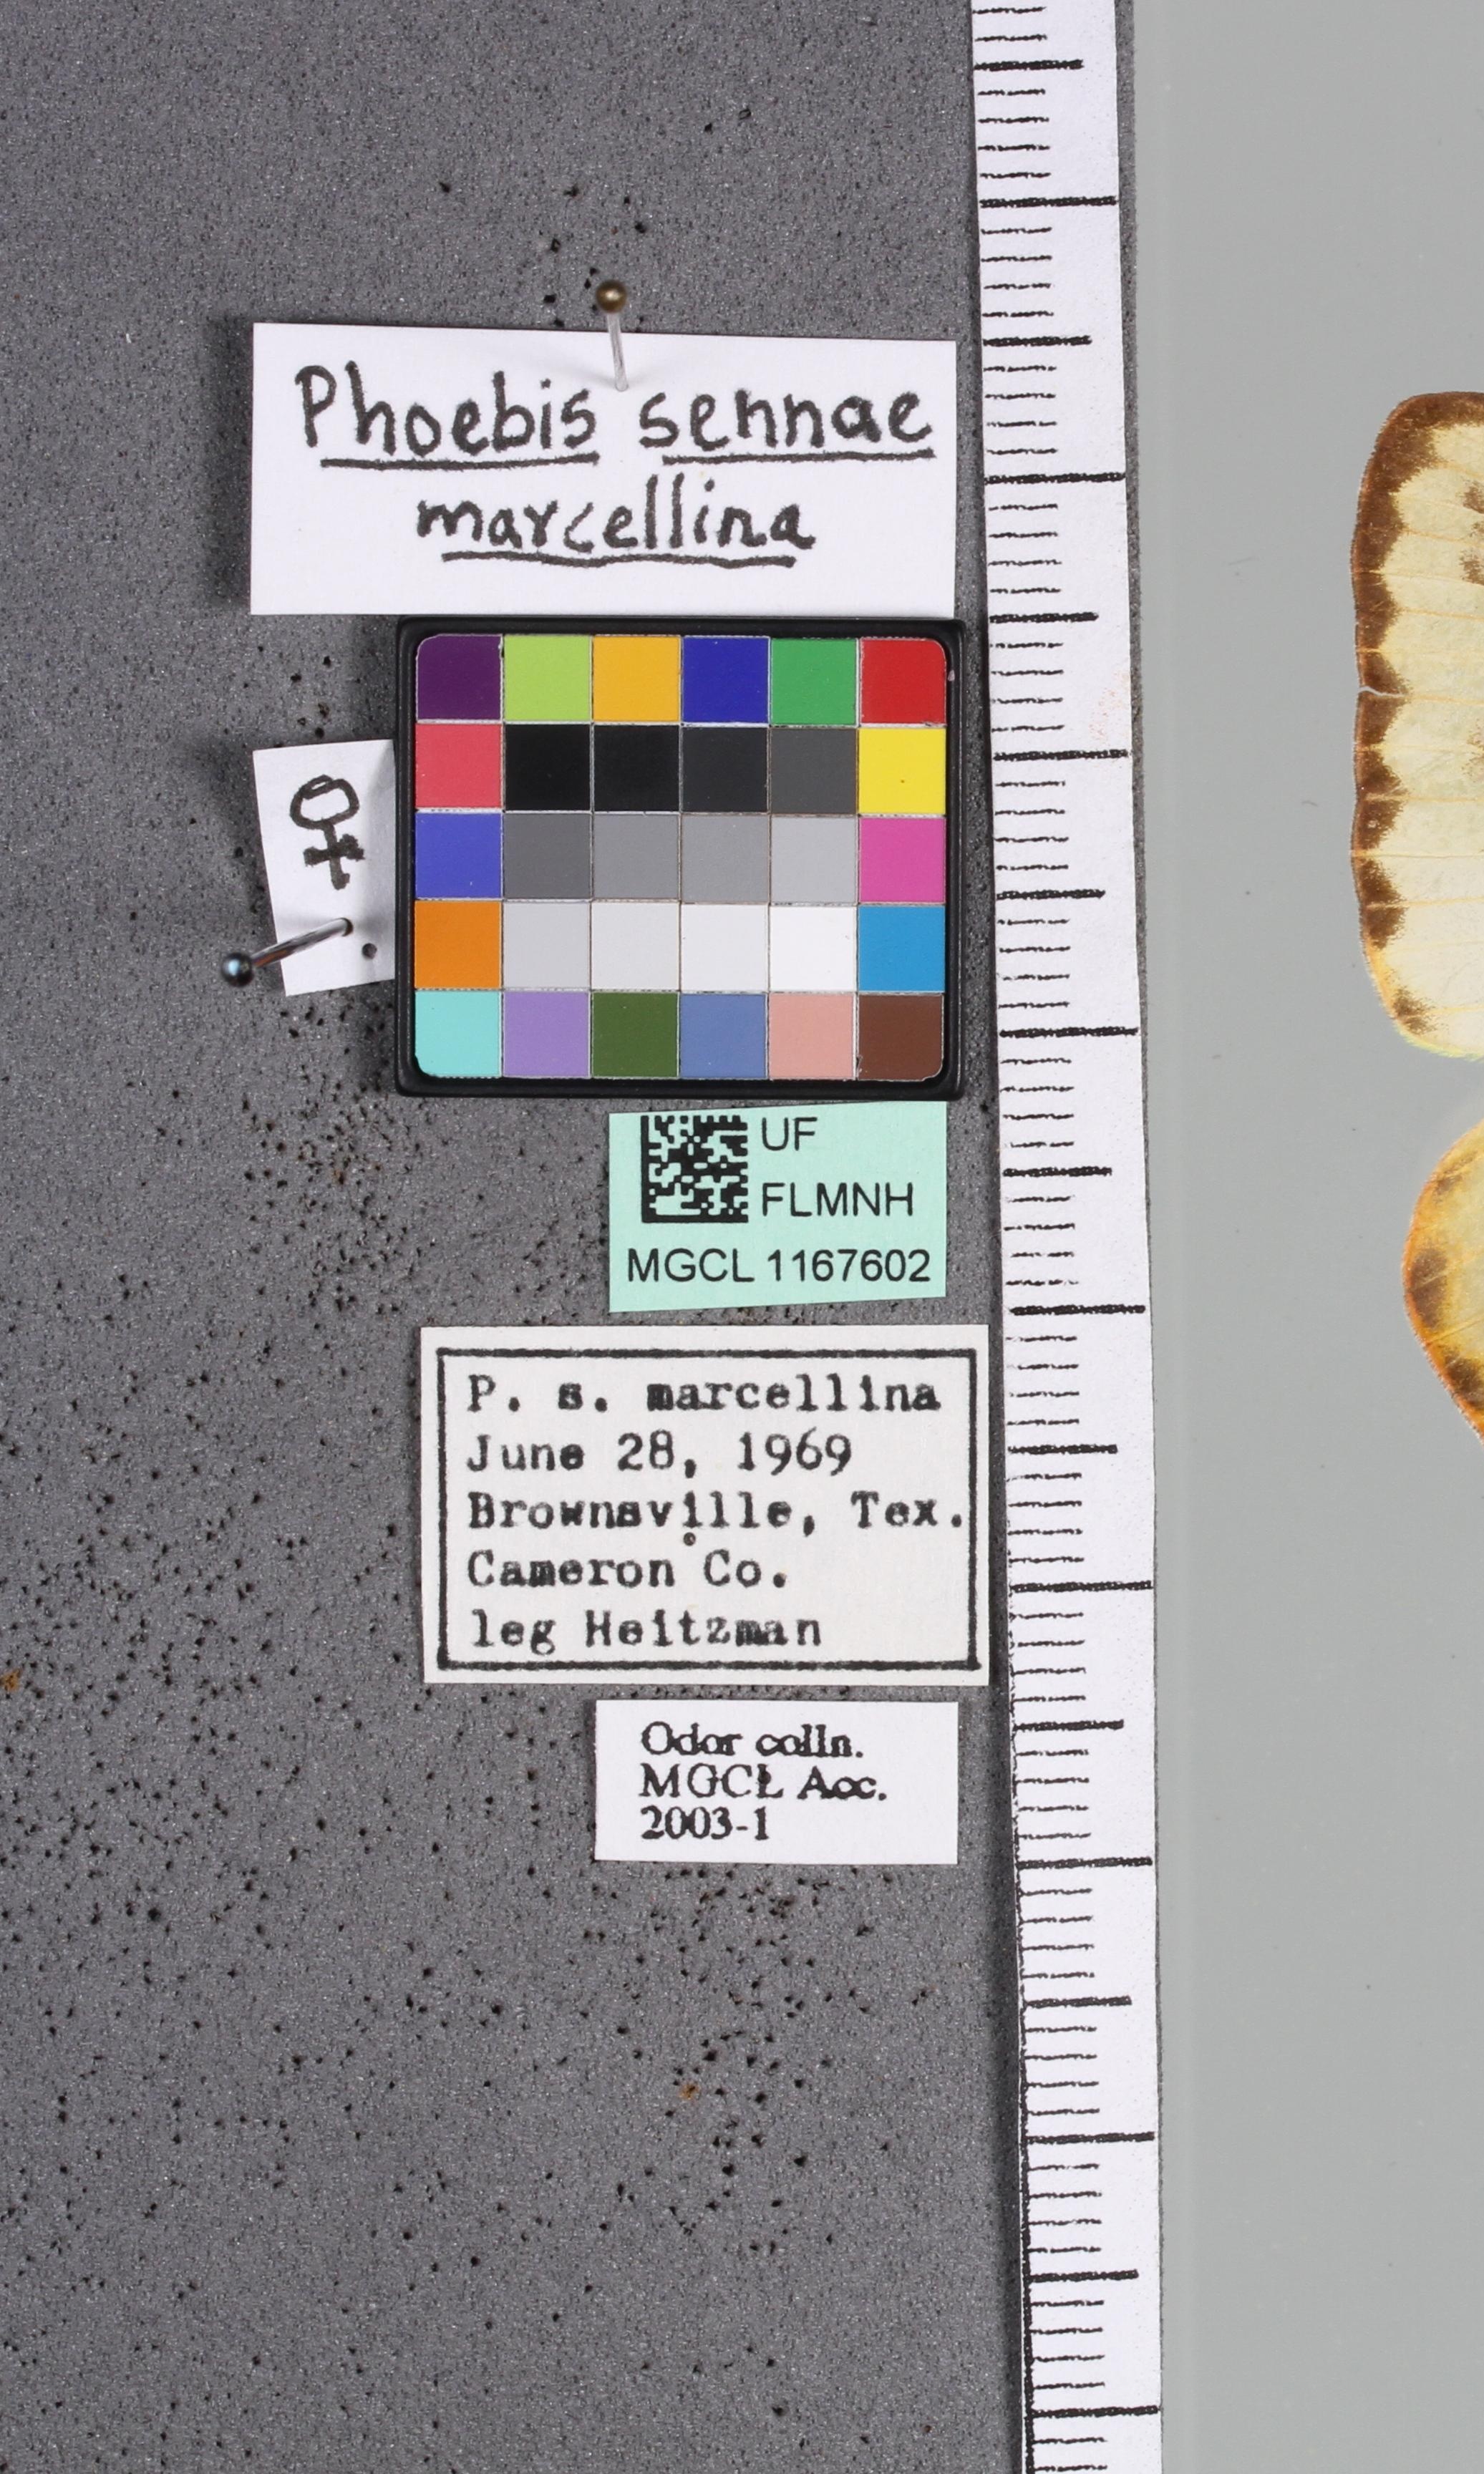 Phoebis sennae
marcellina
♀
UF
FLMNH
MGCL 1167602
P. s. marcellina
June 28, 1969
Brownsville, Tex.
Cameron Co.
leg Heitzman
Odor colln.
MGCL Acc.
2003-1